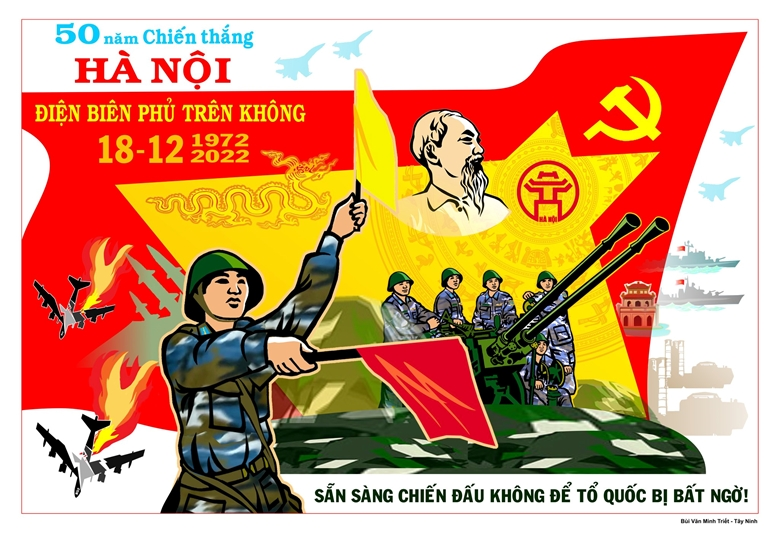 50 năm Chiến thắng
HÀ NỘI
ĐIỆN BIÊN PHỦ TRÊN KHÔNG
18-12 1972
2022
HÀ NỘI
SẴN SÀNG CHIẾN ĐẤU KHÔNG ĐỂ TỔ QUỐC BỊ BẤT NGỜ!
Bùi Văn Minh Triết - Tây Ninh